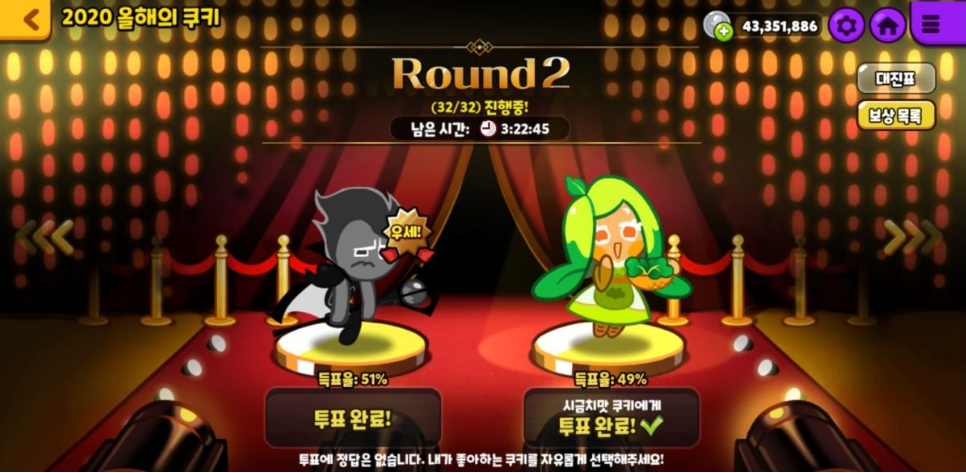 2020 올해의 쿠키
43,351,886
Round 2
(32/32) 진행중!
남은 시간: 3:22:45
대진표
보상 목록
우세!
득표율: 51%
득표율: 49%
투표 완료!
시금치맛 쿠키에게
투표 완료!
투표에 정답은 없습니다. 내가 좋아하는 쿠키를 자유롭게 선택해주세요!